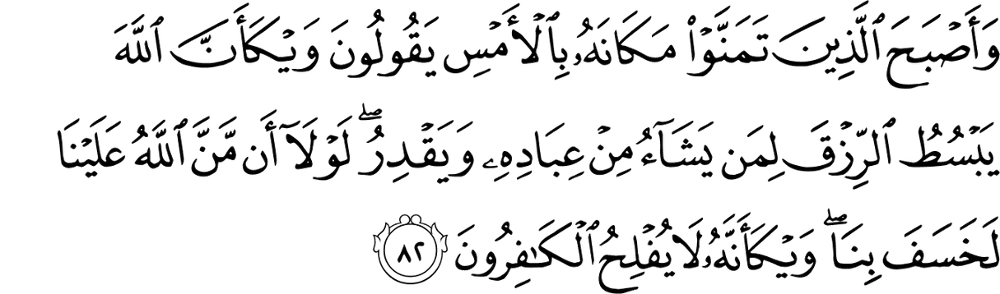 وَأَصْبَحَ ٱلَّذِينَ تَمَنَّوْا۟ مَكَانَهُۥ بِٱلْأَمْسِ يَقُولُونَ وَيْكَأَنَّ ٱللَّهَ
يَبْسُطُ ٱلرِّزْقَ لِمَن يَشَآءُ مِنْ عِبَادِهِۦ وَيَقْدِرُ ۖ لَوْلَآ أَن مَّنَّ ٱللَّهُ عَلَيْنَا
لَخَسَفَ بِنَا ۖ وَيْكَأَنَّهُۥ لَا يُفْلِحُ ٱلْكَـٰفِرُونَ ٨٢